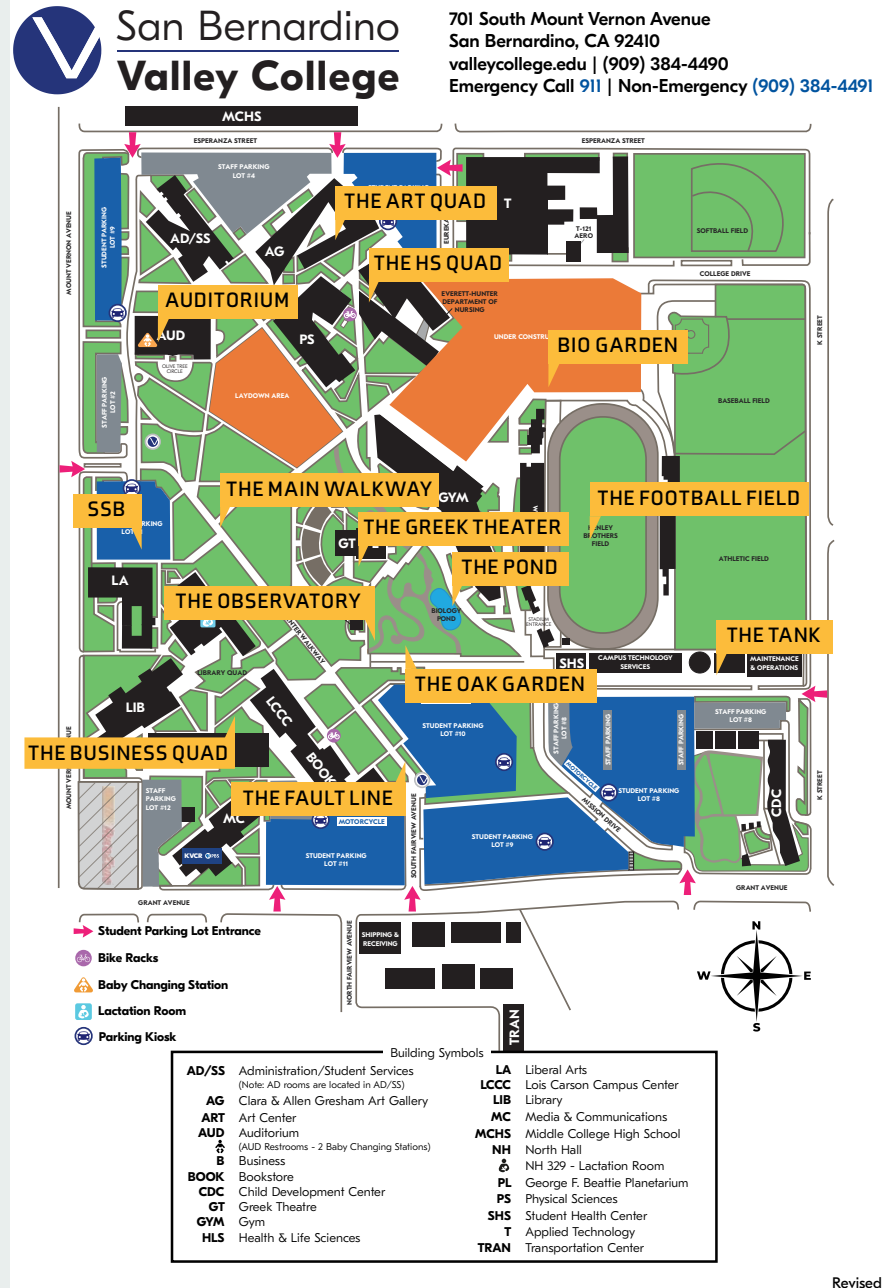 San Bernardino
Valley College
701 South Mount Vernon Avenue
San Bernardino, CA 92410
valleycollege.edu | (909) 384-4490
Emergency Call 911 | Non-Emergency (909) 384-4491
MCHS
ESPERANZA STREET
ESPERANZA STREET
STAFF PARKING
LOT #4
MOUNT VERNON AVENUE
STUDENT PARKING
LOT #9
AD/SS
AG
THE ART QUAD
T
T-121
AERO
SOFTBALL FIELD
COLLEGE DRIVE
THE HS QUAD
EVERETT-HUNTER
DEPARTMENT OF
NURSING
AUDITORIUM
AUD
OLIVE TREE
CIRCLE
PS
BIO GARDEN
K STREET
STAFF PARKING
LOT #2
LAYDOWN AREA
BASEBALL FIELD
GYM
THE MAIN WALKWAY
SSB
THE FOOTBALL FIELD
THE GREEK THEATER
GT
BROTHERS
FIELD
ATHLETIC FIELD
THE POND
LA
THE OBSERVATORY
BIOLOGY
POND
STADIUM
ENTRANCE
THE TANK
SHS
CAMPUS TECHNOLOGY
SERVICES
MAINTENANCE
& OPERATIONS
LIBRARY QUAD
THE OAK GARDEN
LIB
LCCC
STUDENT PARKING
LOT #10
STAFF PARKING
LOT #8
STAFF PARKING
STAFF PARKING
STAFF PARKING
LOT #8
THE BUSINESS QUAD
BOOK
THE FAULT LINE
STAFF
PARKING
LOT #12
MC
MOTORCYCLE
MOTORCYCLE
STUDENT PARKING
LOT #8
CDC
K STREET
KVCR PBS
STUDENT PARKING
LOT #11
SOUTH FAIRVIEW AVENUE
STUDENT PARKING
LOT #9
MISSION DRIVE
GRANT AVENUE
GRANT AVENUE
Student Parking Lot Entrance
Bike Racks
Baby Changing Station
Lactation Room
Parking Kiosk
NORTH FAIRVIEW AVENUE
SHIPPING &
RECEIVING
TRAN
N
W E
S
Building Symbols
AD/SS Administration/Student Services
(Note: AD rooms are located in AD/SS)
AG Clara & Allen Gresham Art Gallery
ART Art Center
AUD Auditorium
(AUD Restrooms - 2 Baby Changing Stations)
B Business
BOOK Bookstore
CDC Child Development Center
GT Greek Theatre
GYM Gym
HLS Health & Life Sciences
LA Liberal Arts
LCCC Lois Carson Campus Center
LIB Library
MC Media & Communications
MCHS Middle College High School
NH North Hall
NH 329 - Lactation Room
PL George F. Beattie Planetarium
PS Physical Sciences
SHS Student Health Center
T Applied Technology
TRAN Transportation Center
Revised